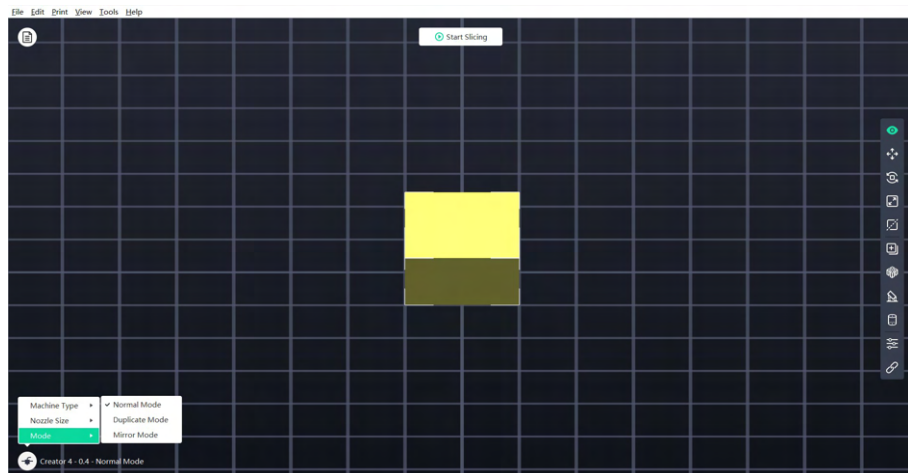 File Edit Print View Tools Help
Start Slicing
Machine Type
Nozzle Size
Mode
Normal Mode
Duplicate Mode
Mirror Mode
Creator 4 - 0.4 - Normal Mode